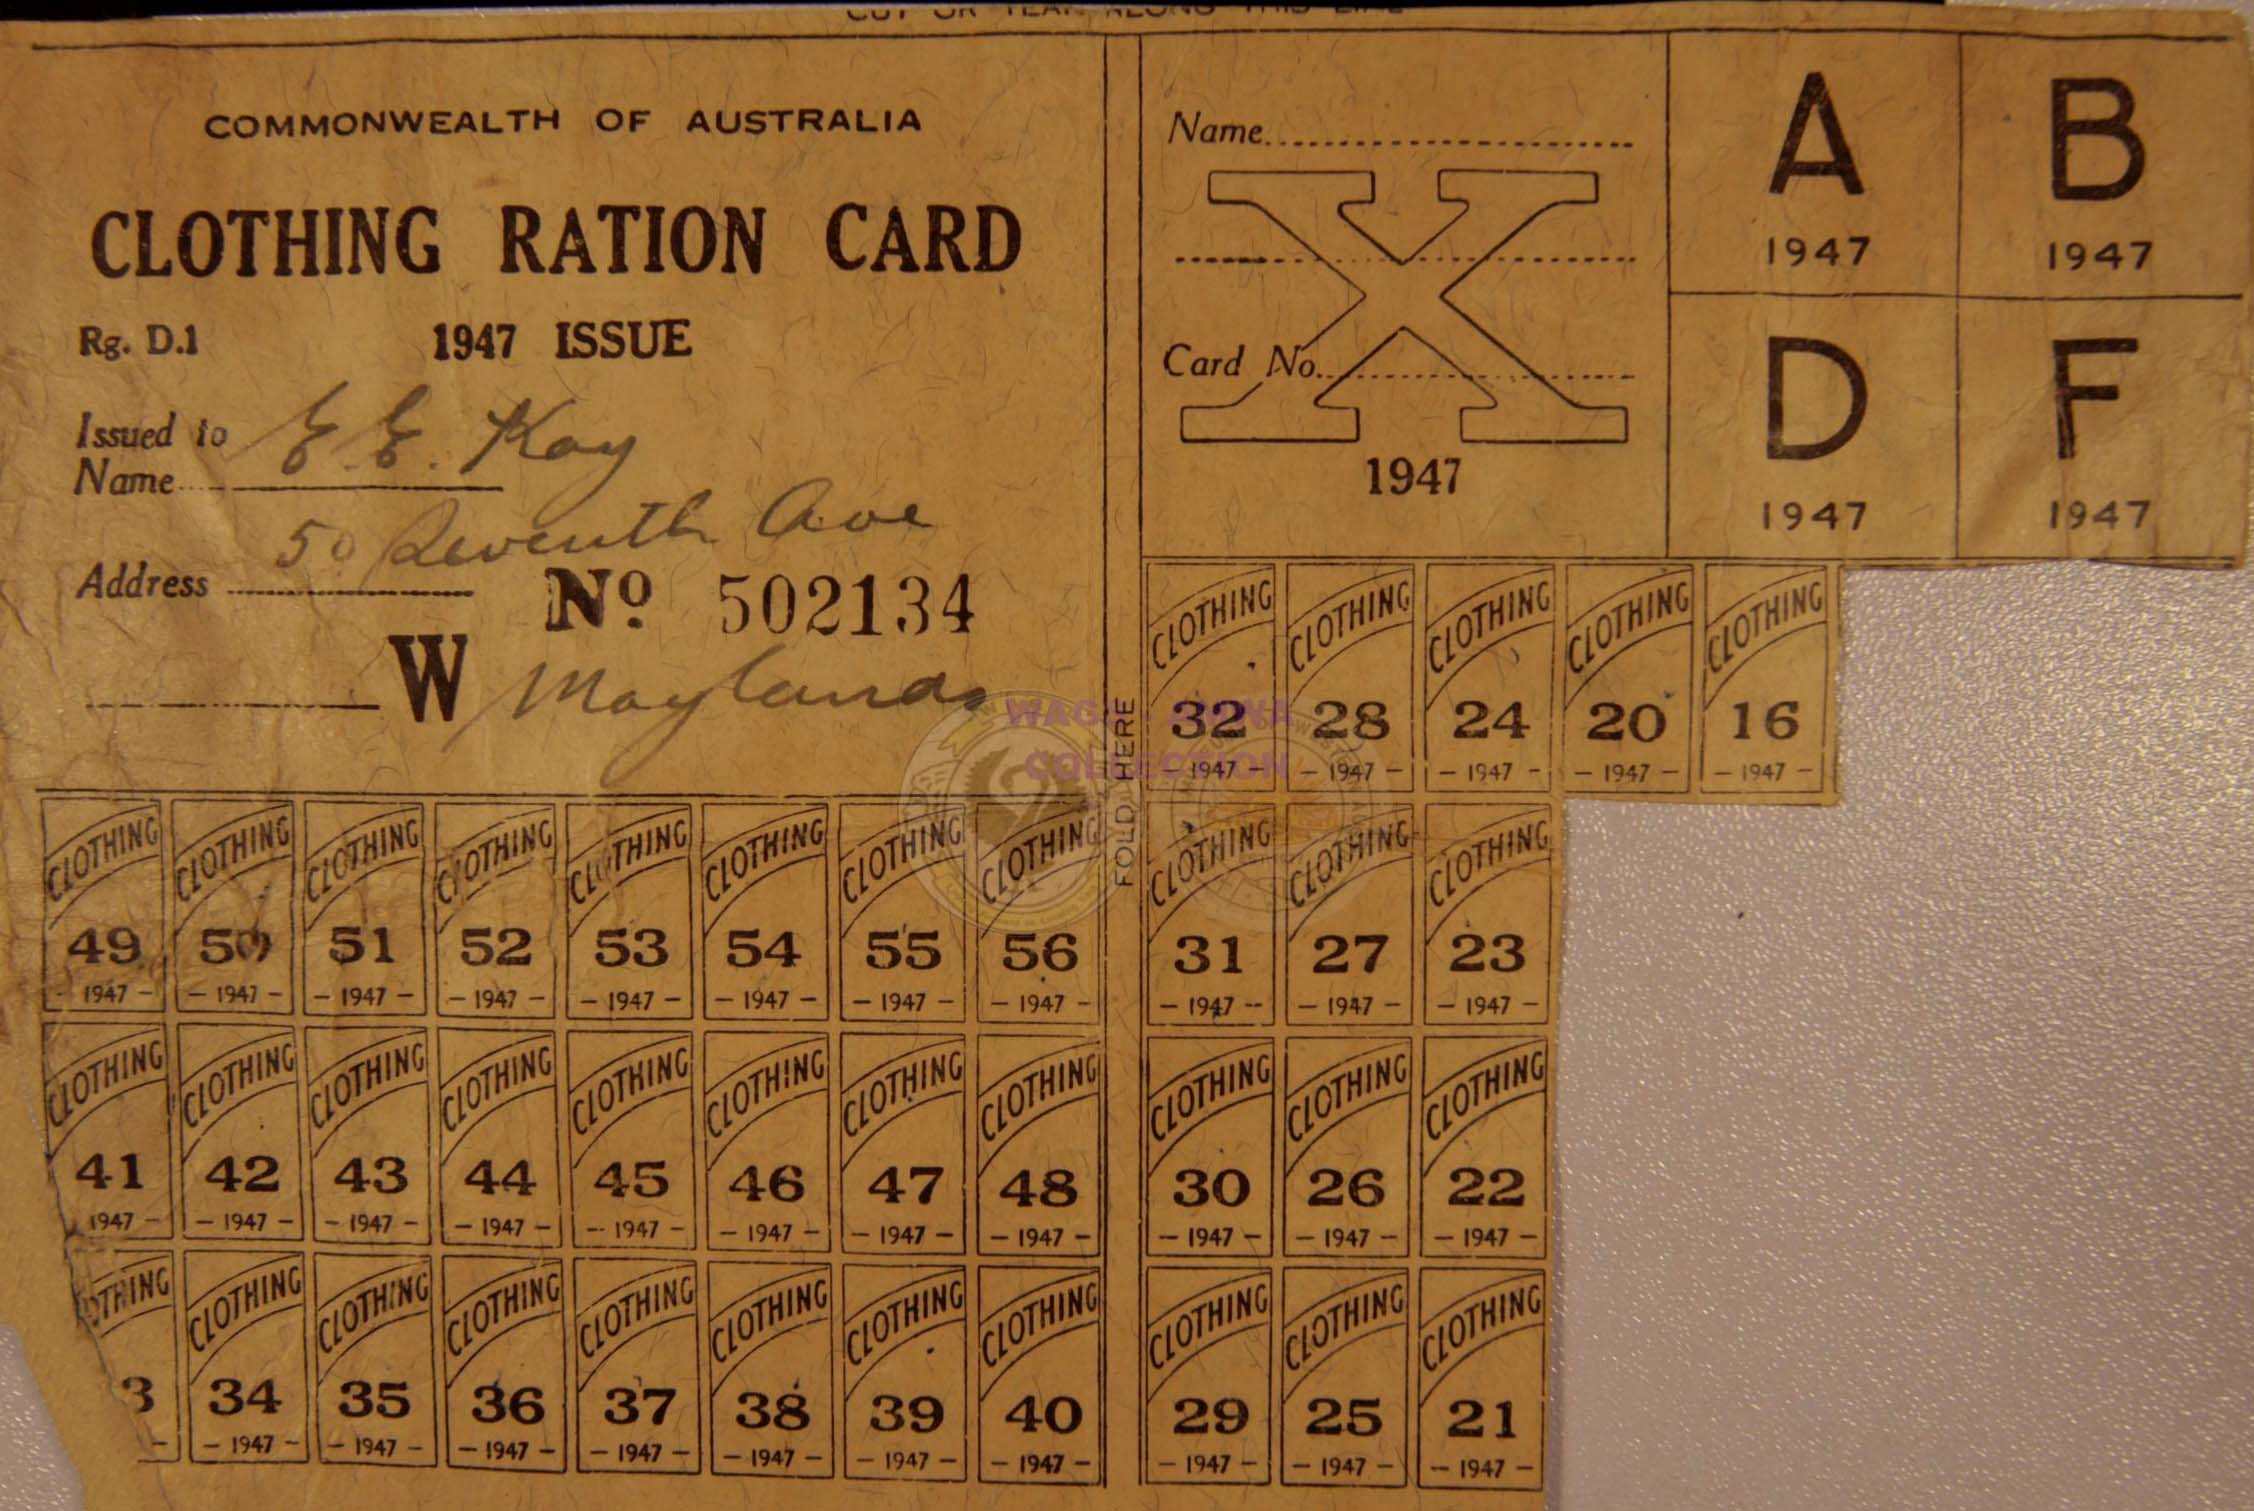 COMMONWEALTH OF AUSTRALIA
CLOTHING RATION CARD
Rg. D.1 1947 ISSUE
Issued to
Name E. E. Kay
50 Seventh Ave
Address
No. 502134
W Maylands
FOLD HERE
Name
X
Card No.
1947
A B
1947 1947
D F
1947 1947
CLOTHING CLOTHING CLOTHING CLOTHING CLOTHING
32 28 24 20 16
– 1947 – – 1947 – – 1947 – – 1947 – – 1947 –
CLOTHING CLOTHING CLOTHING CLOTHING CLOTHING CLOTHING CLOTHING CLOTHING CLOTHING CLOTHING CLOTHING
49 50 51 52 53 54 55 56 31 27 23
– 1947 – – 1947 – – 1947 – – 1947 – – 1947 – – 1947 – – 1947 – – 1947 – – 1947 – – 1947 – – 1947 –
CLOTHING CLOTHING CLOTHING CLOTHING CLOTHING CLOTHING CLOTHING CLOTHING CLOTHING CLOTHING CLOTHING
41 42 43 44 45 46 47 48 30 26 22
1947 – – 1947 – – 1947 – – 1947 – – 1947 – – 1947 – – 1947 – – 1947 – – 1947 – – 1947 – – 1947 –
OTHING CLOTHING CLOTHING CLOTHING CLOTHING CLOTHING CLOTHING CLOTHING CLOTHING CLOTHING CLOTHING
3 34 35 36 37 38 39 40 29 25 21
– – 1947 – – 1947 – – 1947 – – 1947 – – 1947 – – 1947 – – 1947 – – 1947 – – 1947 – – 1947 –
COLLECTION